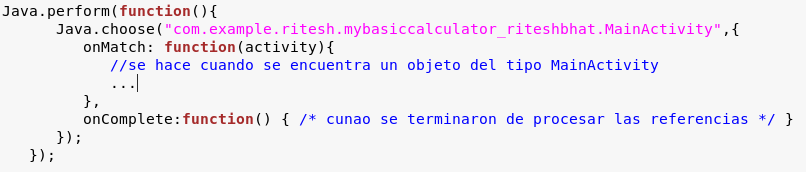 Java.perform(function(){
Java.choose("com.example.ritesh.mybasiccalculator_riteshbhat.MainActivity",{
onMatch: function(activity){
//se hace cuando se encuentra un objeto del tipo MainActivity
...
},
onComplete:function() { /* cunao se terminaron de procesar las referencias */ }
});
});